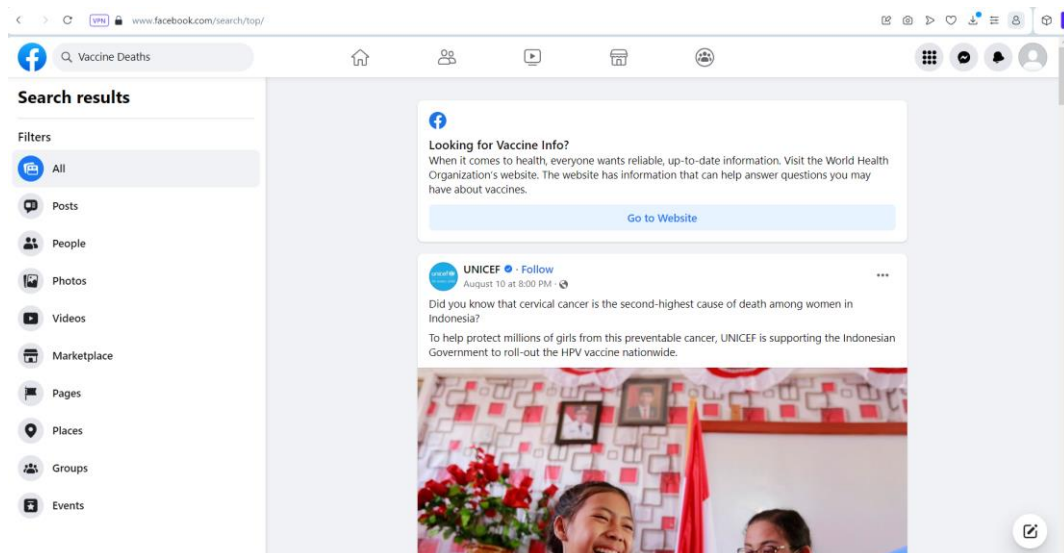 VPN
www.facebook.com/search/top/
Vaccine Deaths
Search results
Filters
All
Posts
People
Photos
Videos
Marketplace
Pages
Places
Groups
Events
Looking for Vaccine Info?
When it comes to health, everyone wants reliable, up-to-date information. Visit the World Health
Organization's website. The website has information that can help answer questions you may
have about vaccines.
Go to Website
UNICEF · Follow
August 10 at 8:00 PM ·
Did you know that cervical cancer is the second-highest cause of death among women in
Indonesia?
To help protect millions of girls from this preventable cancer, UNICEF is supporting the Indonesian
Government to roll-out the HPV vaccine nationwide.